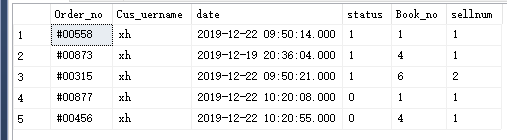 Order_no Cus_uername date status Book_no sellnum
1 #00558 xh 2019-12-22 09:50:14.000 1 1 1
2 #00873 xh 2019-12-19 20:36:04.000 1 4 1
3 #00315 xh 2019-12-22 09:50:21.000 1 6 2
4 #00877 xh 2019-12-22 10:20:08.000 0 1 1
5 #00456 xh 2019-12-22 10:20:55.000 0 4 1